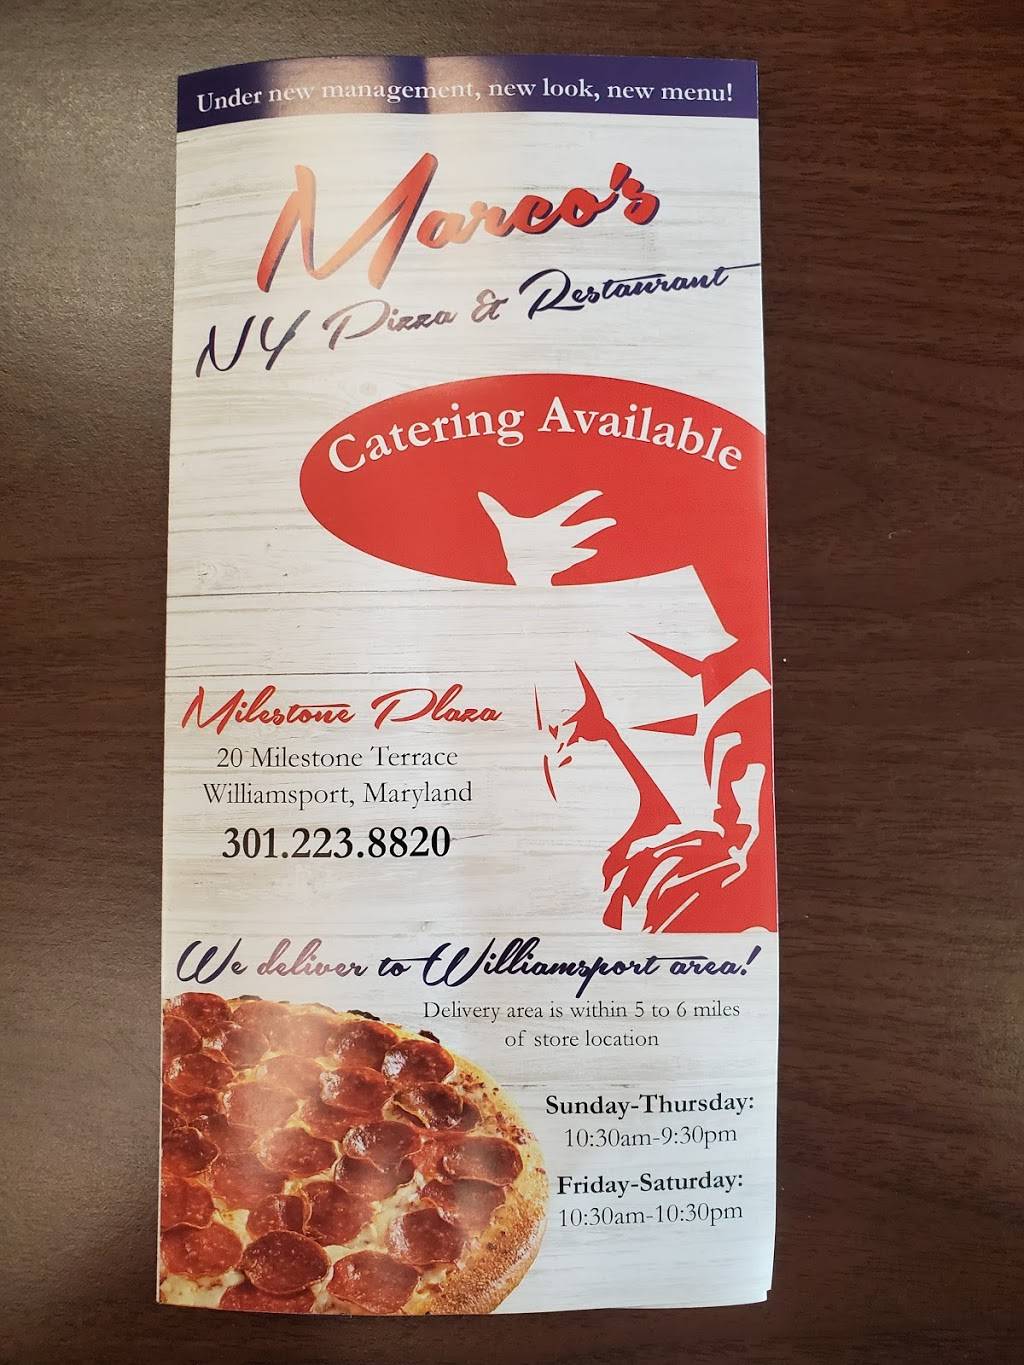 Under new management, new look, new menu!
Marco's
NY Pizza & Restaurant
Catering Available
Milestone Plaza
20 Milestone Terrace
Williamsport, Maryland
301.223.8820
We deliver to Williamsport area!
Delivery area is within 5 to 6 miles
of store location
Sunday-Thursday:
10:30am-9:30pm
Friday-Saturday:
10:30am-10:30pm